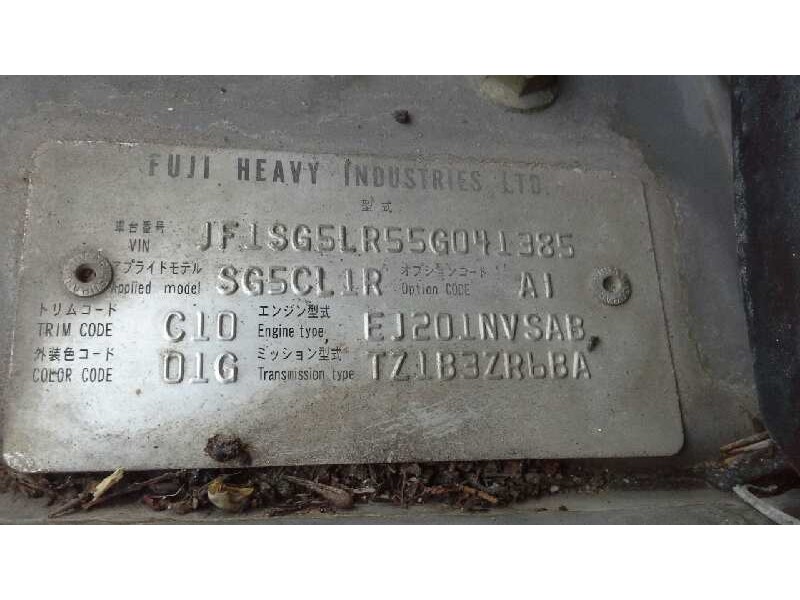 FUJI HEAVY INDUSTRIES LTD.
型式
車台番号
VIN JF1SG5LR55G041385
アプライドモデル オプションコード
Applied model SG5CL1R Option CODE A1
トリムコード エンジン型式
TRIM CODE C10 Engine type, EJ201NVSAB
外装色コード ミッション型式
COLOR CODE 01G Transmission type TZ1B3ZR6BA